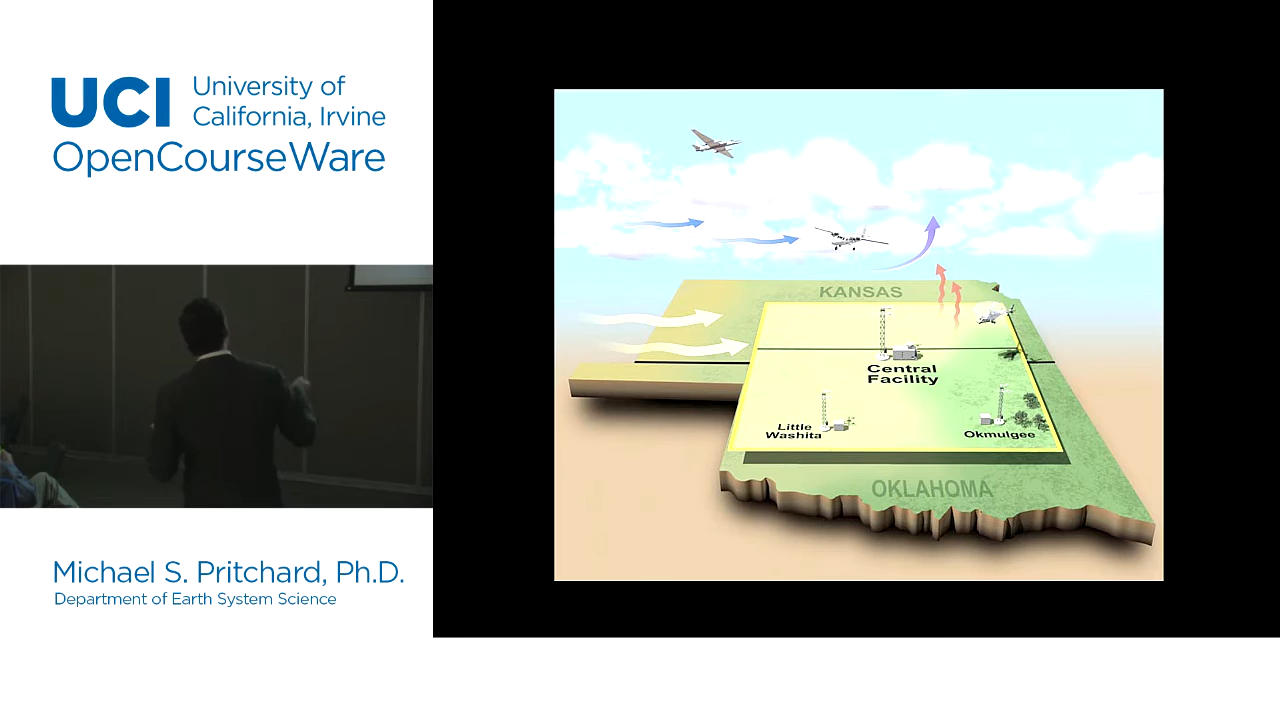 UCI University of
California, Irvine
OpenCourseWare
Michael S. Pritchard, Ph.D.
Department of Earth System Science
KANSAS
Central
Facility
Little
Washita
Okmulgee
OKLAHOMA